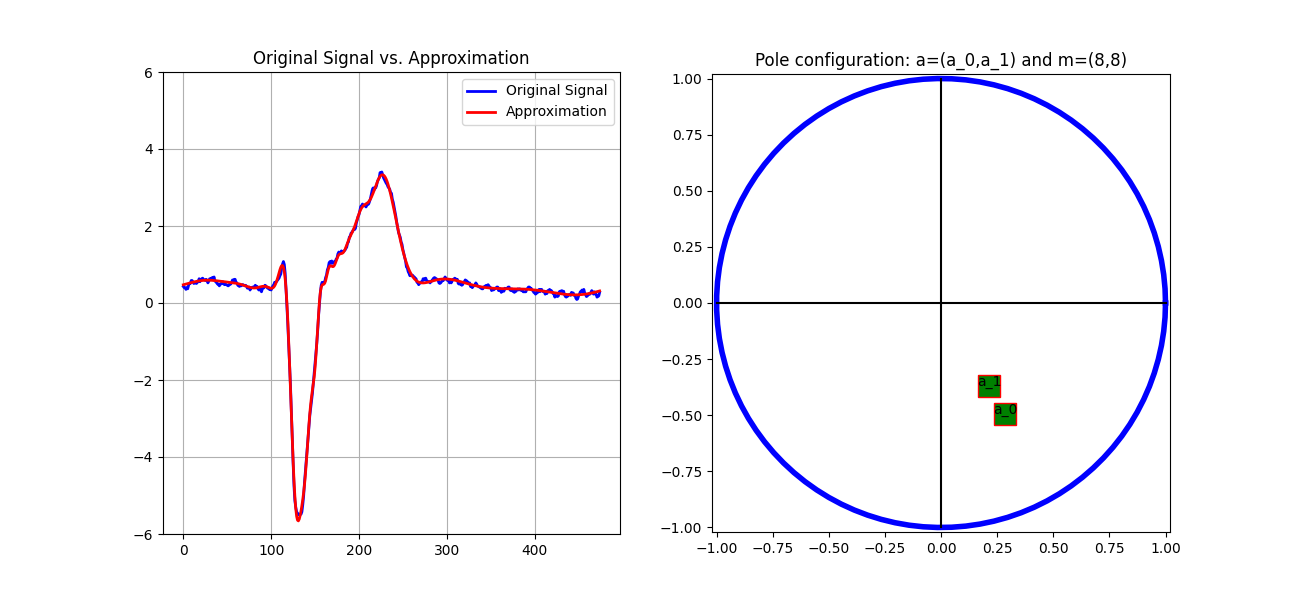 Original Signal vs. Approximation
6
4
2
0
−2
−4
−6
0 100 200 300 400
Original Signal
Approximation
Pole configuration: a=(a_0,a_1) and m=(8,8)
1.00
0.75
0.50
0.25
0.00
−0.25
−0.50
−0.75
−1.00
−1.00 −0.75 −0.50 −0.25 0.00 0.25 0.50 0.75 1.00
a_1
a_0